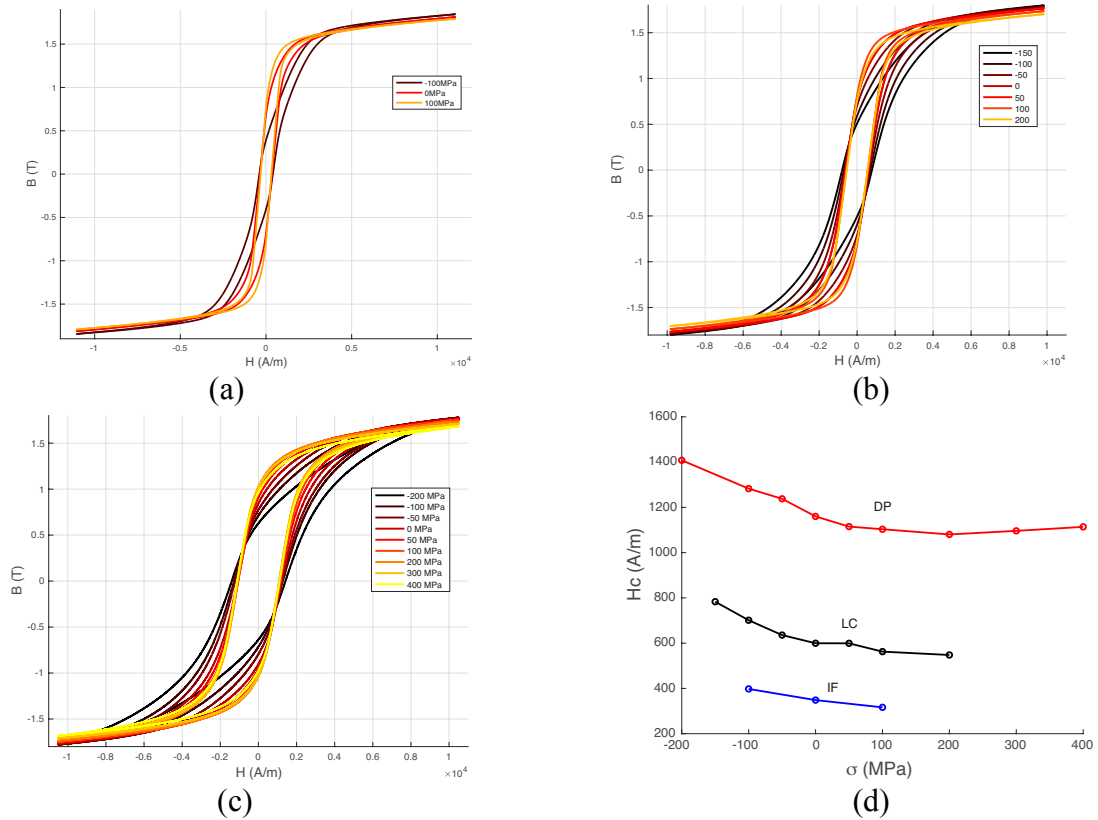 1.5
1
0.5
0
-0.5
-1
-1.5
B (T)
-100MPa
0MPa
100MPa
-1 -0.5 0 0.5 1
×10⁴
H (A/m)
(a)
1.5
1
0.5
0
-0.5
-1
-1.5
B (T)
-150
-100
-50
0
50
100
200
-1 -0.8 -0.6 -0.4 -0.2 0 0.2 0.4 0.6 0.8 1
×10⁴
H (A/m)
(b)
1.5
1
0.5
0
-0.5
-1
-1.5
B (T)
-200 MPa
-100 MPa
-50 MPa
0 MPa
50 MPa
100 MPa
200 MPa
300 MPa
400 MPa
-1 -0.8 -0.6 -0.4 -0.2 0 0.2 0.4 0.6 0.8 1
×10⁴
H (A/m)
(c)
1600
1400
1200
1000
800
600
400
200
Hc (A/m)
DP
LC
IF
-200 -100 0 100 200 300 400
σ (MPa)
(d)